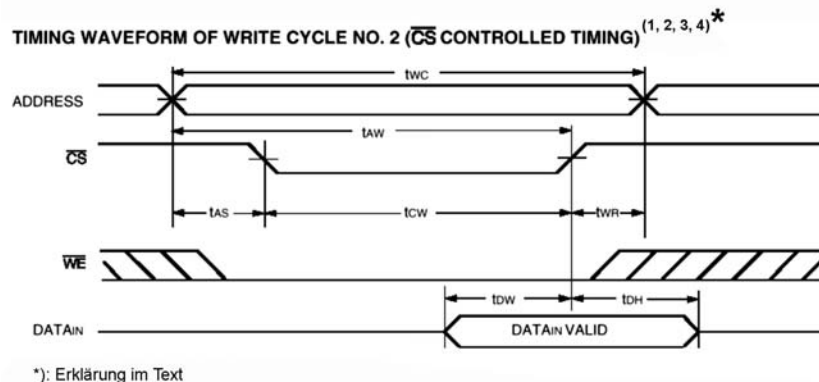 TIMING WAVEFORM OF WRITE CYCLE NO. 2 (CS CONTROLLED TIMING)(1, 2, 3, 4)*
tWC
ADDRESS
tAW
CS
tAS
tCW
tWR
WE
tDW
tDH
DATAIN
DATAIN VALID
*): Erklärung im Text